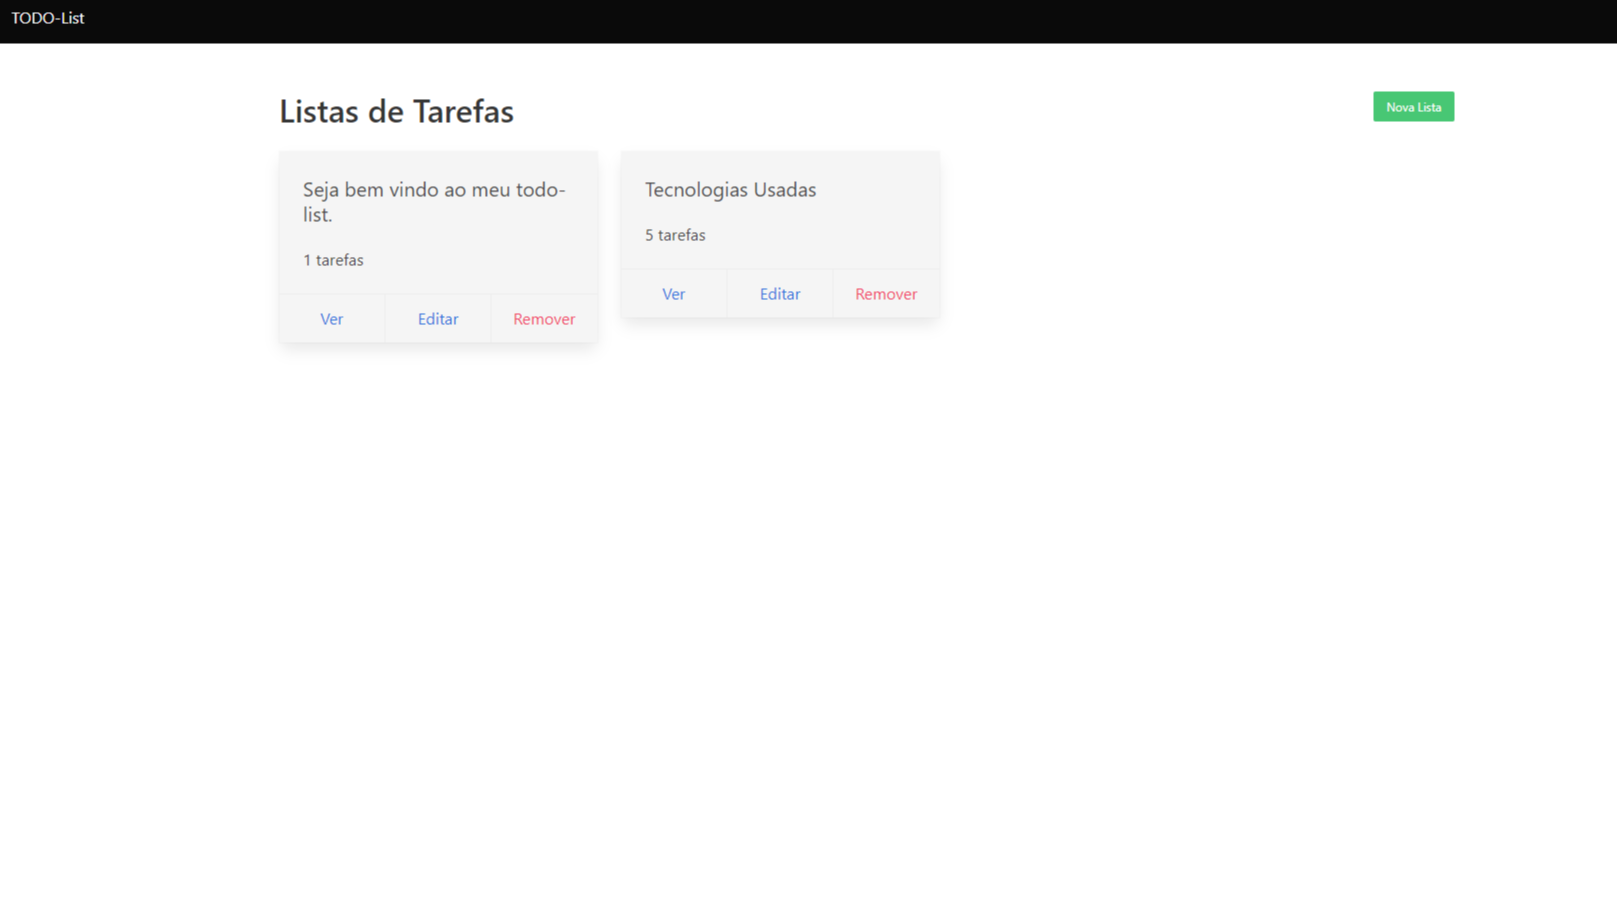 TODO-List
Listas de Tarefas
Nova Lista
Seja bem vindo ao meu todo-
list.
1 tarefas
Ver
Editar
Remover
Tecnologias Usadas
5 tarefas
Ver
Editar
Remover